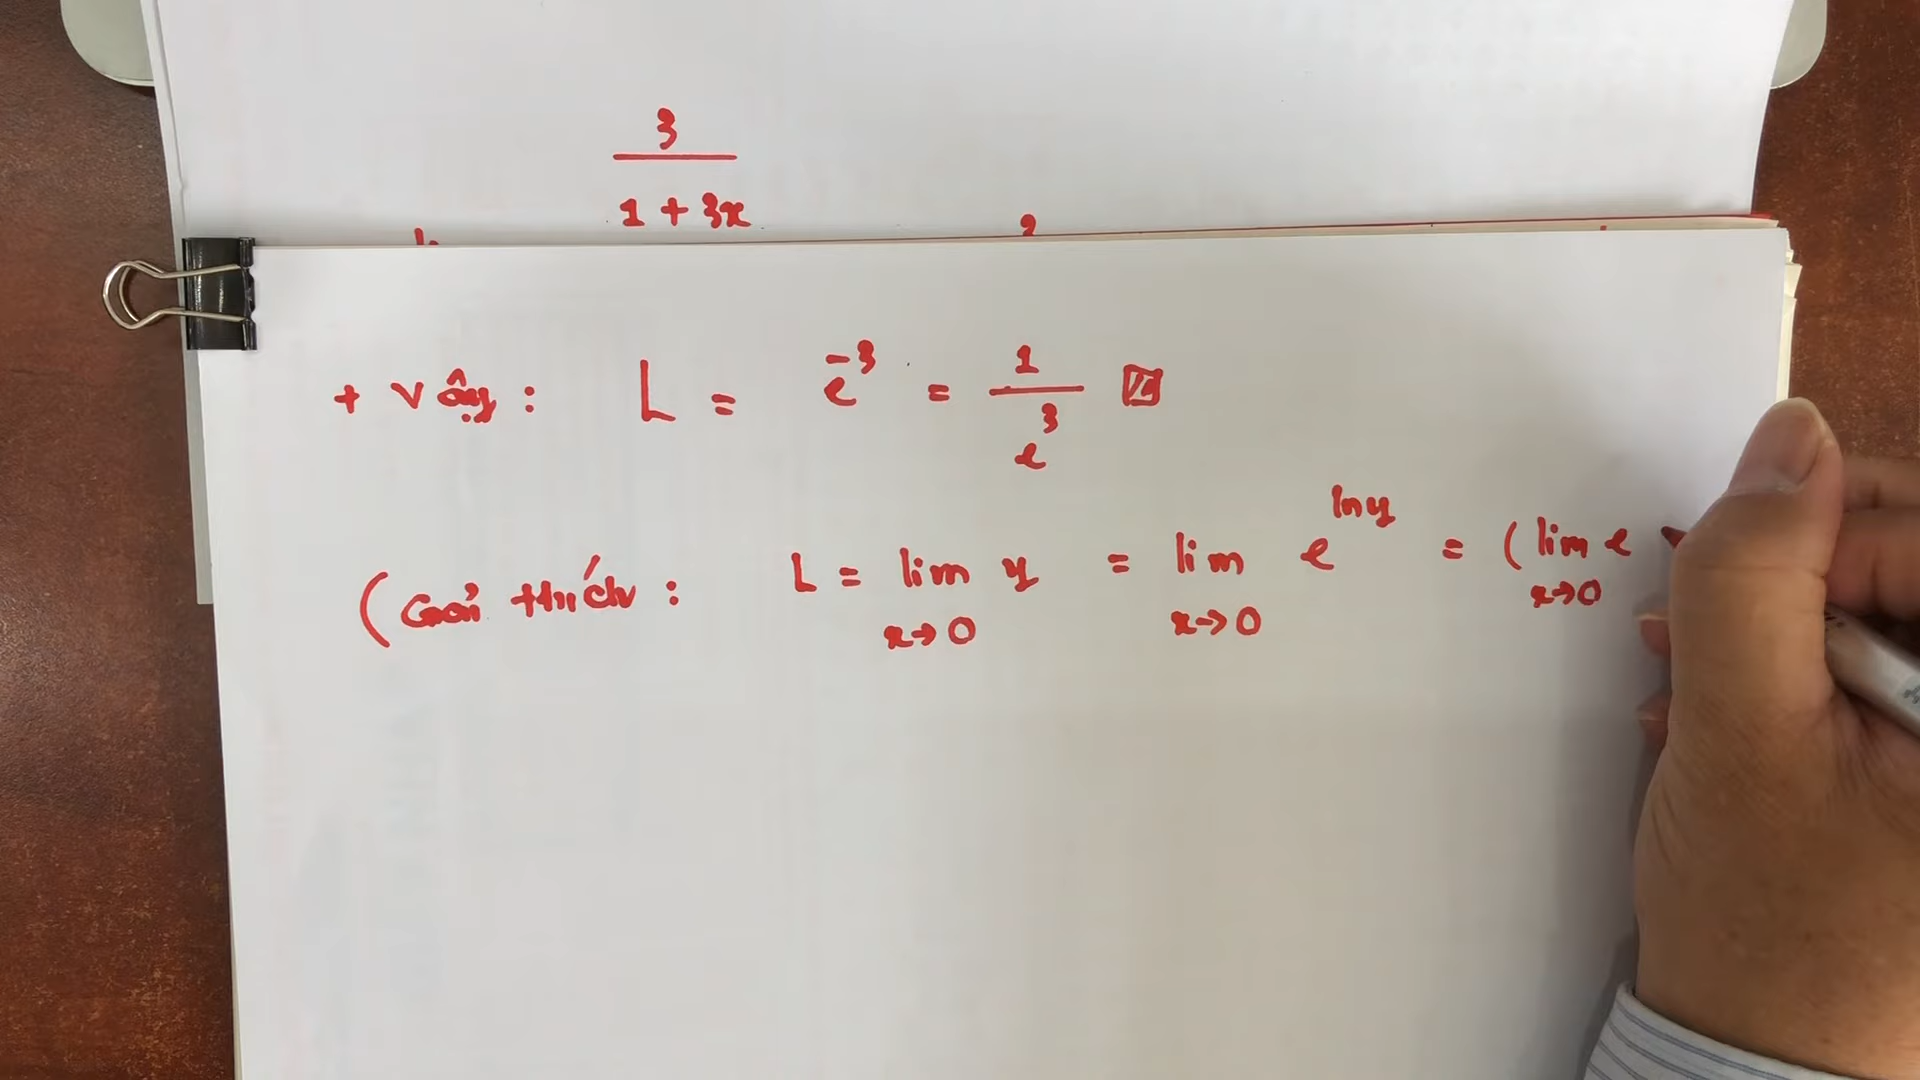 3
1 + 3x
+ Vậy : L = e^-3 = 1/e^3
(Giải thích : L = lim y = lim e^lny = (lim e
x→0 x→0 x→0